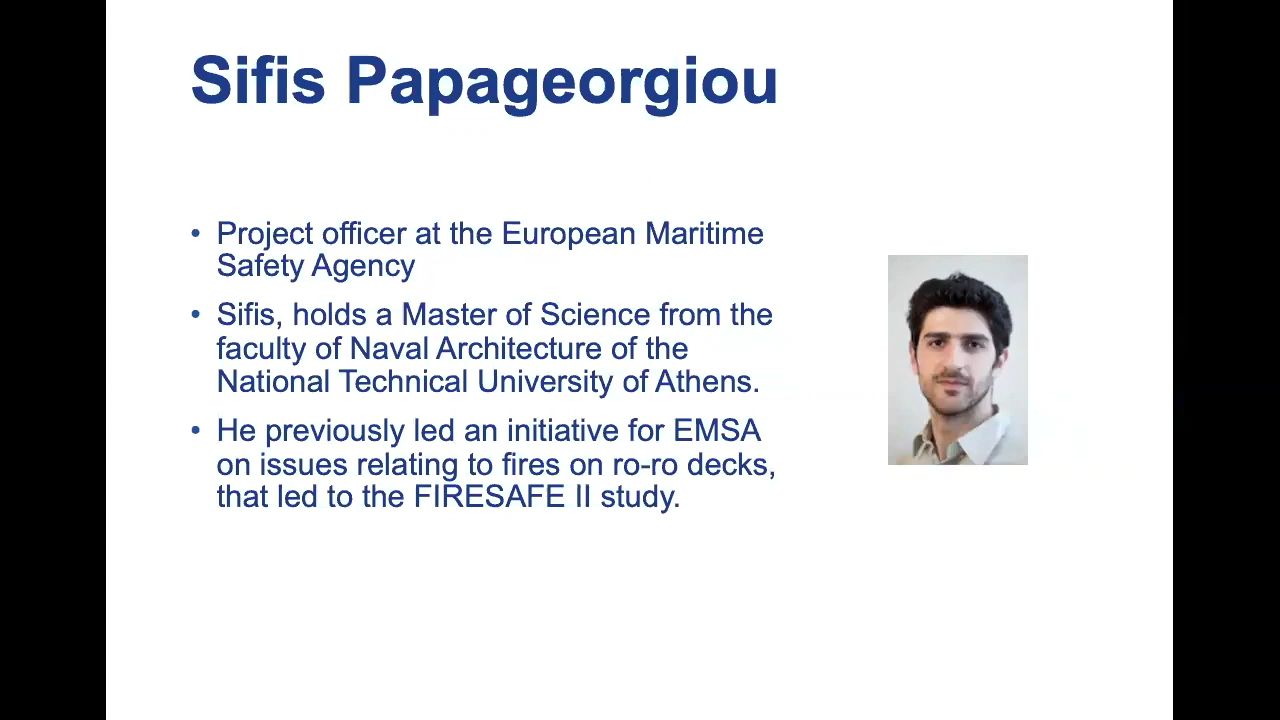 Sifis Papageorgiou
• Project officer at the European Maritime
Safety Agency
• Sifis, holds a Master of Science from the
faculty of Naval Architecture of the
National Technical University of Athens.
• He previously led an initiative for EMSA
on issues relating to fires on ro-ro decks,
that led to the FIRESAFE II study.